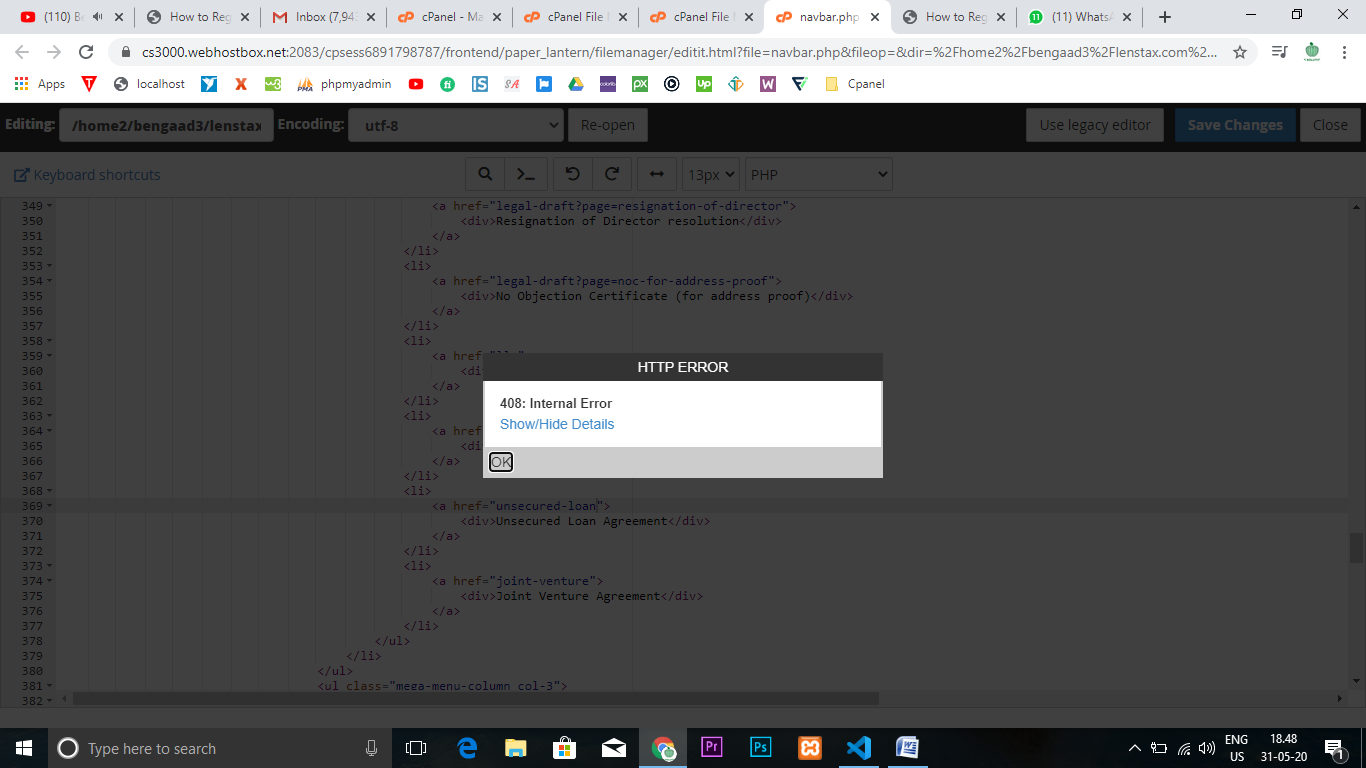 (110) Be
How to Reg
Inbox (7,943
cPanel - Ma
cPanel File M
cPanel File M
navbar.php
How to Reg
(11) WhatsA
cs3000.webhostbox.net:2083/cpsess6891798787/frontend/paper_lantern/filemanager/editit.html?file=navbar.php&fileop=&dir=%2Fhome2%2Fbengaad3%2Flenstax.com%2...
Apps
localhost
phpmyadmin
Cpanel
Editing: /home2/bengaad3/lenstax Encoding: utf-8 Re-open Use legacy editor Save Changes Close
Keyboard shortcuts 13px PHP
349 <a href="legal-draft?page=resignation-of-director">
350 <div>Resignation of Director resolution</div>
351 </a>
352 </li>
353 <li>
354 <a href="legal-draft?page=noc-for-address-proof">
355 <div>No Objection Certificate (for address proof)</div>
356 </a>
357 </li>
358 <li>
359 <a href=
360 <di
361 </a>
362 </li>
363 <li>
364 <a href=
365 <di
366 </a>
367 </li>
368 <li>
369 <a href="unsecured-loan">
370 <div>Unsecured Loan Agreement</div>
371 </a>
372 </li>
373 <li>
374 <a href="joint-venture">
375 <div>Joint Venture Agreement</div>
376 </a>
377 </li>
378 </ul>
379 </li>
380 </ul>
381 <ul class="mega-menu-column col-3">
382
HTTP ERROR
408: Internal Error
Show/Hide Details
OK
Type here to search
ENG
US
18.48
31-05-20
1